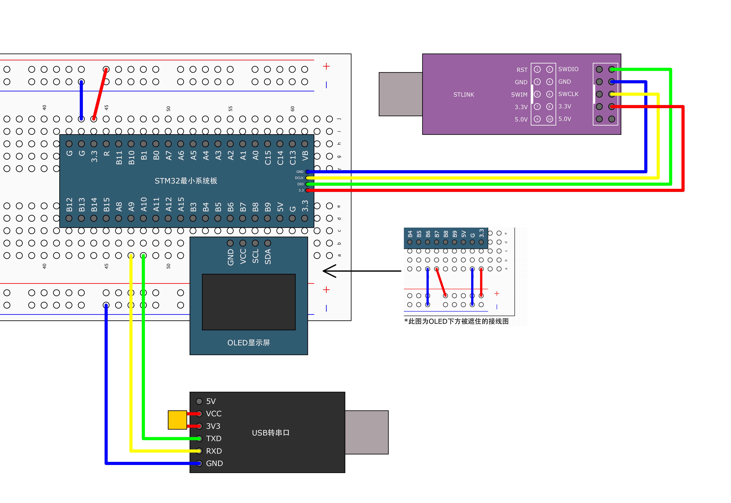 +
−
40
45
50
55
60
G
G
3.3
R
B11
B10
B1
B0
A7
A6
A5
A4
A3
A2
A1
A0
C15
C14
C13
VB
STM32最小系统板
B12
B13
B14
B15
A8
A9
A10
A11
A12
A15
B3
B4
B5
B6
B7
B8
B9
5V
G
3.3
40
45
50
GND
VCC
SCL
SDA
OLED显示屏
+
−
STLINK
RST
GND
SWIM
3.3V
5.0V
SWDIO
GND
SWCLK
3.3V
5.0V
B4
B5
B6
B7
B8
B9
5V
G
3.3
+
−
*此图为OLED下方被遮住的接线图
5V
VCC
3V3
TXD
RXD
GND
USB转串口